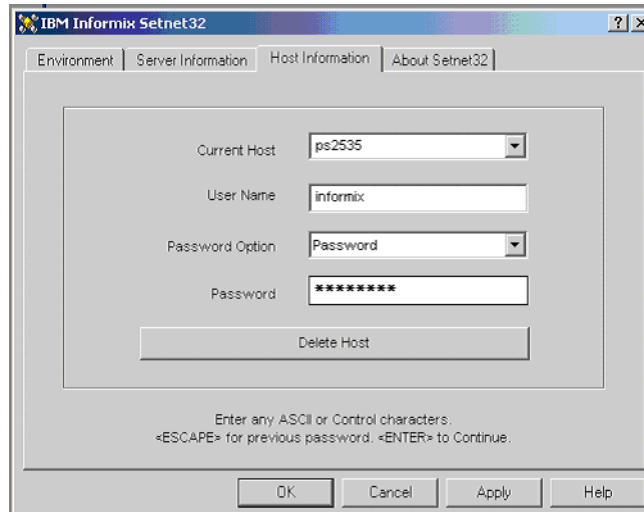 IBM Informix Setnet32
Environment Server Information Host Information About Setnet32
Current Host ps2535
User Name informix
Password Option Password
Password ********
Delete Host
Enter any ASCII or Control characters.
<ESCAPE> for previous password. <ENTER> to Continue.
OK Cancel Apply Help